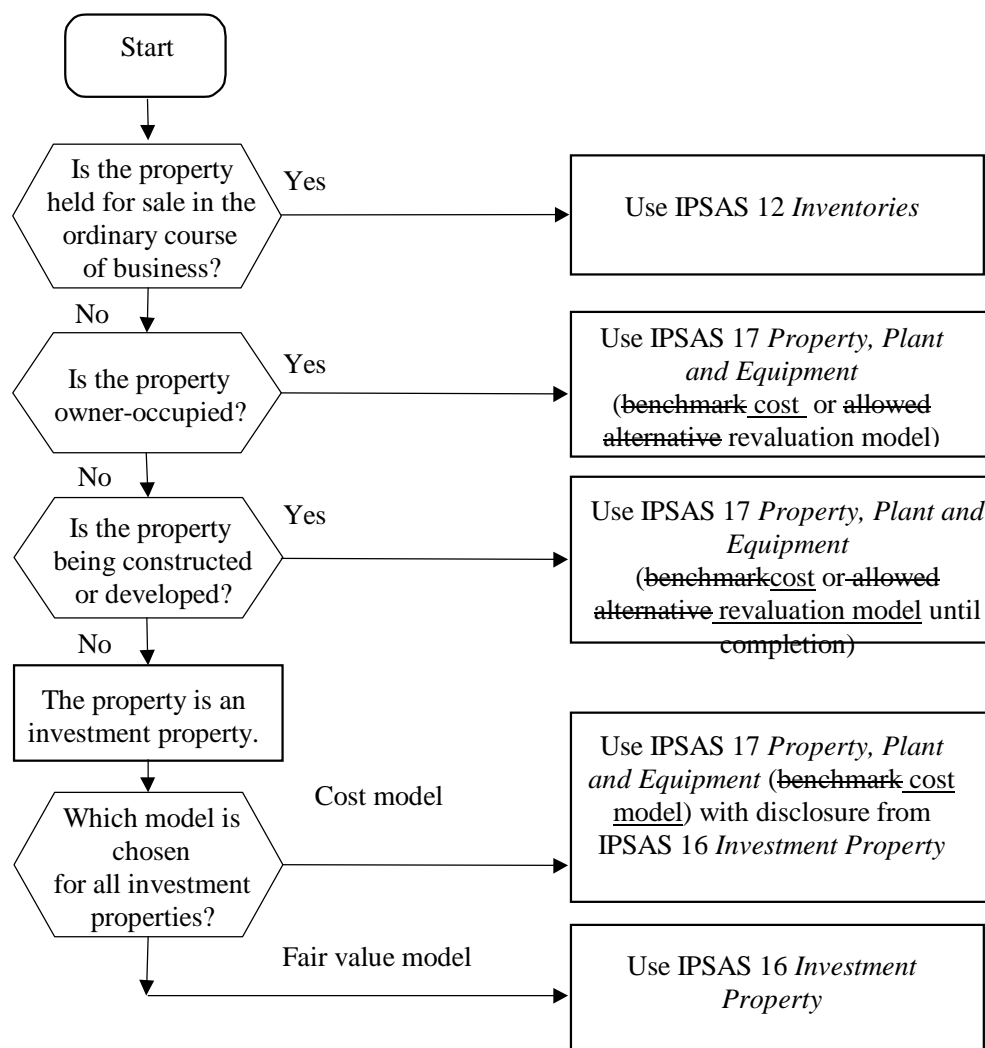 Start
Is the property
held for sale in the
ordinary course
of business?
Yes
Use IPSAS 12 Inventories
No
Is the property
owner-occupied?
Yes
Use IPSAS 17 Property, Plant
and Equipment
(benchmark cost or allowed
alternative revaluation model)
No
Is the property
being constructed
or developed?
Yes
Use IPSAS 17 Property, Plant and
Equipment
(benchmarkcost or allowed
alternative revaluation model until
completion)
No
The property is an
investment property.
Which model is
chosen
for all investment
properties?
Cost model
Use IPSAS 17 Property, Plant
and Equipment (benchmark cost
model) with disclosure from
IPSAS 16 Investment Property
Fair value model
Use IPSAS 16 Investment
Property